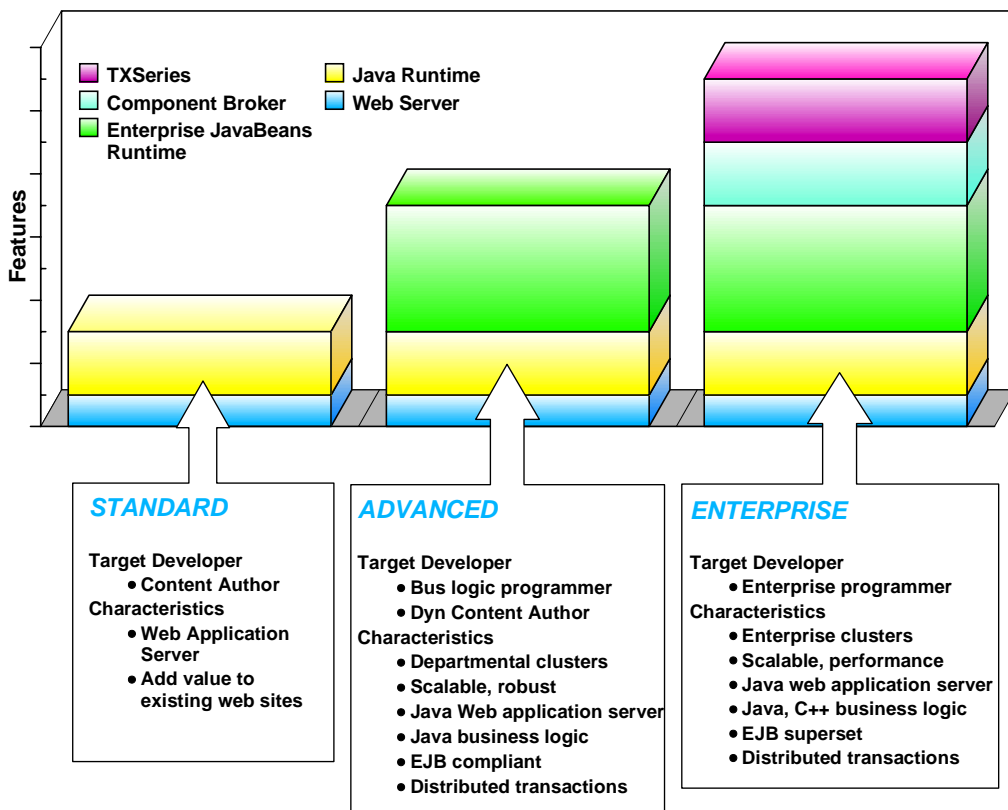 TXSeries
Component Broker
Enterprise JavaBeans
Runtime
Java Runtime
Web Server
Features
STANDARD
Target Developer
• Content Author
Characteristics
• Web Application
Server
• Add value to
existing web sites
ADVANCED
Target Developer
• Bus logic programmer
• Dyn Content Author
Characteristics
• Departmental clusters
• Scalable, robust
• Java Web application server
• Java business logic
• EJB compliant
• Distributed transactions
ENTERPRISE
Target Developer
• Enterprise programmer
Characteristics
• Enterprise clusters
• Scalable, performance
• Java web application server
• Java, C++ business logic
• EJB superset
• Distributed transactions